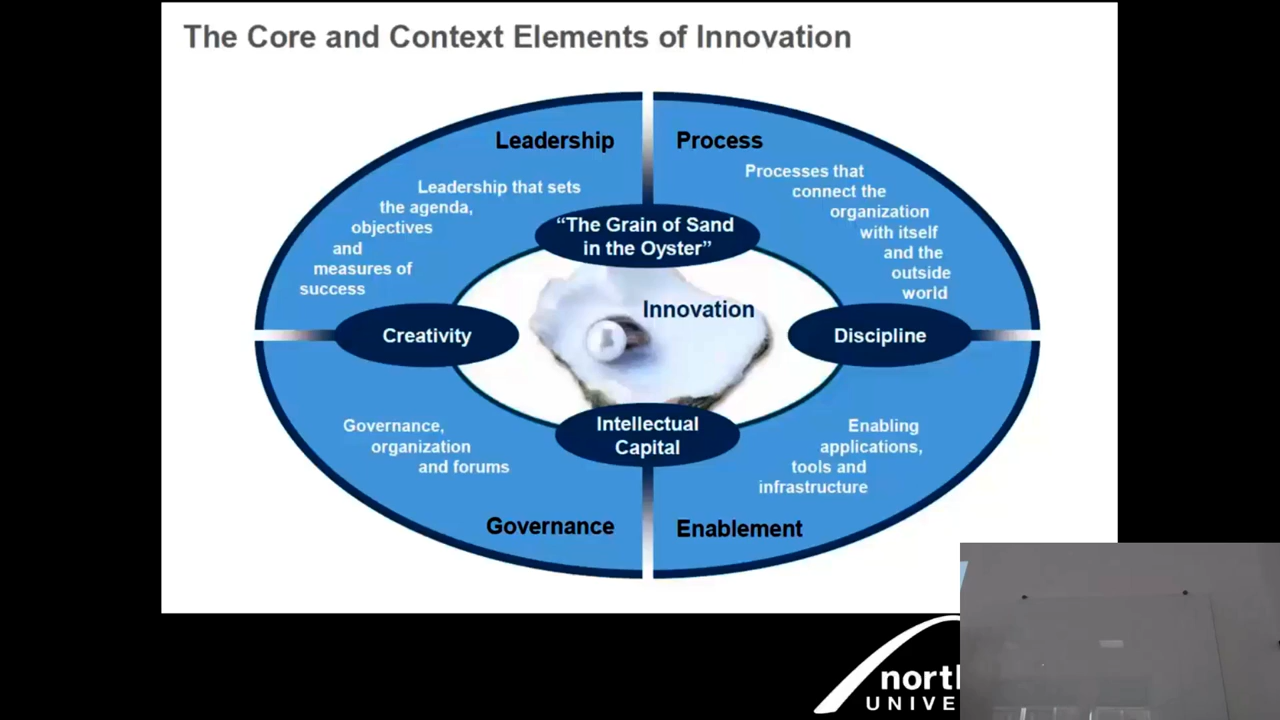 The Core and Context Elements of Innovation
Leadership
Leadership that sets
the agenda,
objectives
and
measures of
success
Process
Processes that
connect the
organization
with itself
and the
outside
world
“The Grain of Sand
in the Oyster”
Innovation
Creativity
Discipline
Intellectual
Capital
Governance,
organization
and forums
Governance
Enabling
applications,
tools and
infrastructure
Enablement